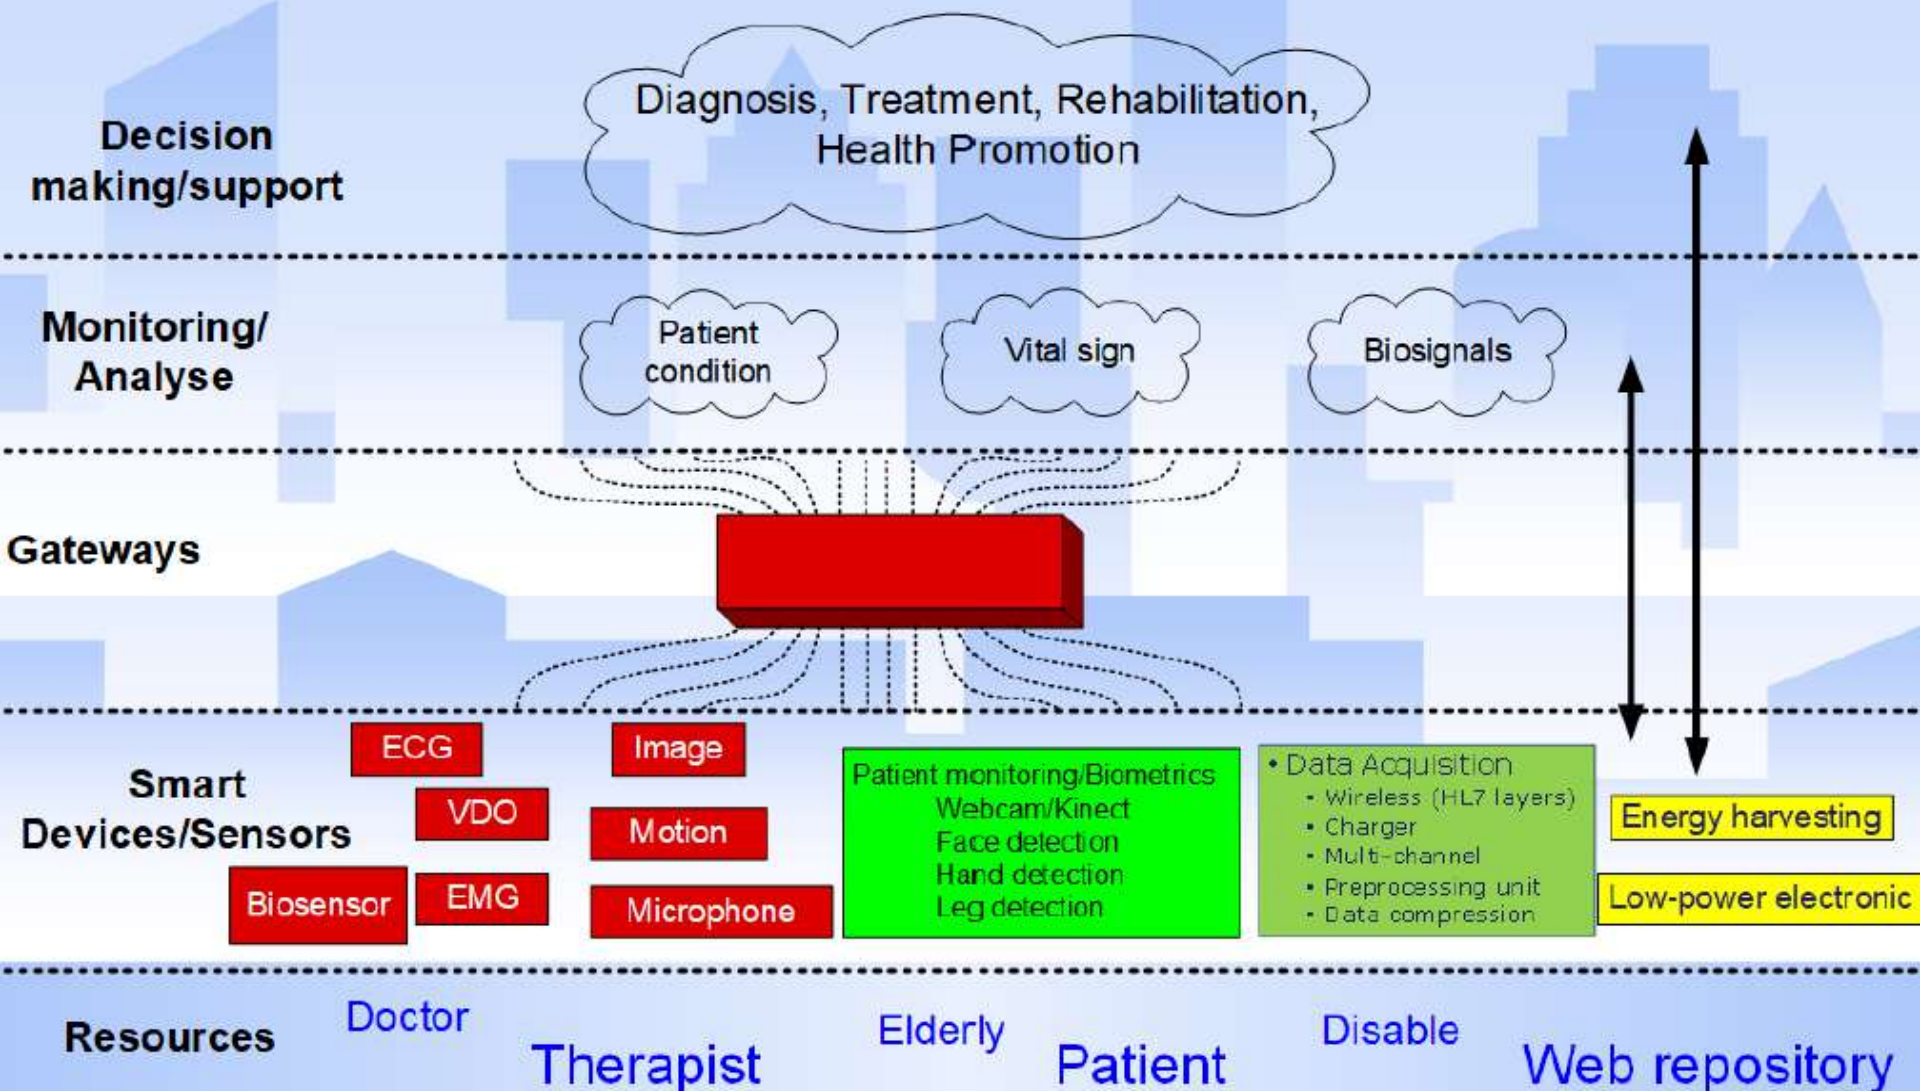 Decision
making/support
Diagnosis, Treatment, Rehabilitation,
Health Promotion
Monitoring/
Analyse
Patient
condition
Vital sign
Biosignals
Gateways
Smart
Devices/Sensors
ECG
Image
VDO
Motion
Biosensor
EMG
Microphone
Patient monitoring/Biometrics
Webcam/Kinect
Face detection
Hand detection
Leg detection
• Data Acquisition
• Wireless (HL7 layers)
• Charger
• Multi-channel
• Preprocessing unit
• Data compression
Energy harvesting
Low-power electronic
Resources
Doctor
Therapist
Elderly
Patient
Disable
Web repository